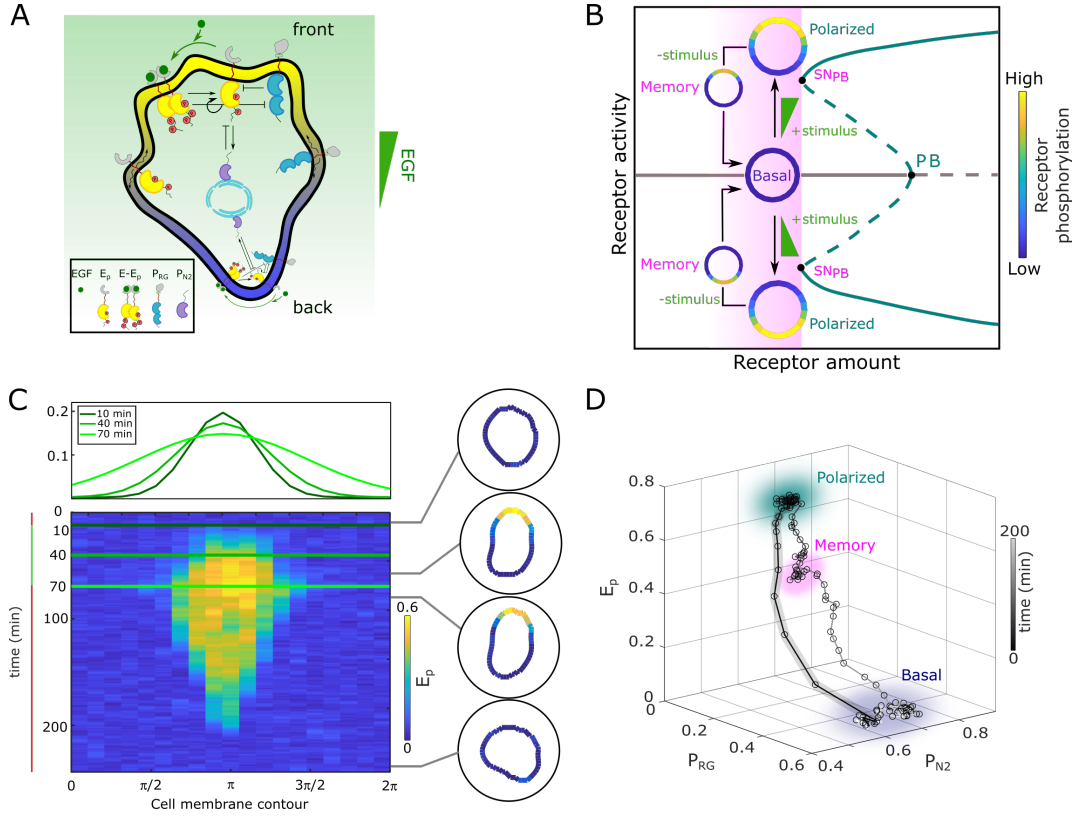 A
front
EGF
EGF Ep E-Ep PRG PN2
back
B
Receptor activity
Receptor amount
Polarized
-stimulus
SNPB
Memory
+stimulus
Basal
PB
+stimulus
Memory
SNPB
-stimulus
Polarized
High
Low
Receptor
phosphorylation
C
0.2
0.1
10 min
40 min
70 min
time (min)
0
10
40
70
100
200
0.6
Ep
0
0 π/2 π 3π/2 2π
Cell membrane contour
D
0.8
0.6
0.4
0.2
0
Ep
Polarized
Memory
Basal
200
0
time (min)
0.2
0.4
0.6
PRG
0.4
0.6
0.8
PN2